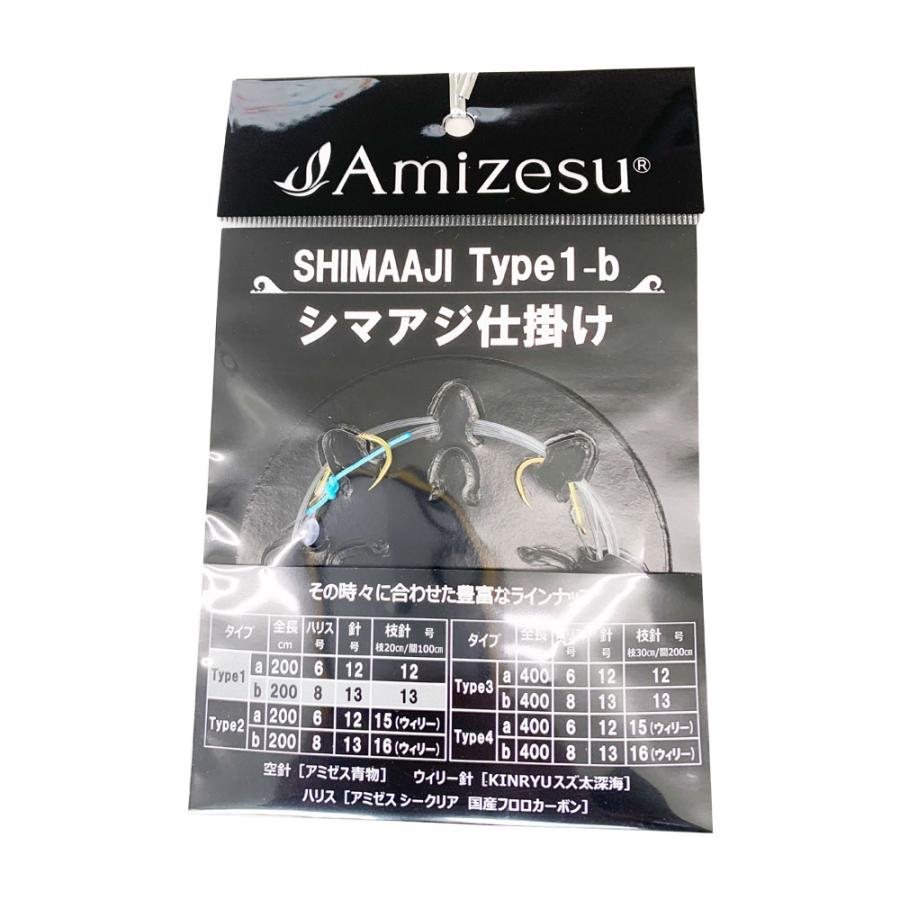 Amizesu®
SHIMAAJI Type1-b
シマアジ仕掛け
その時々に合わせた豊富なラインナップ
タイプ 全長 cm ハリス 号 針 号 枝針 号 枝20cm/間100cm
Type1 a 200 6 12 12
b 200 8 13 13
Type2 a 200 6 12 15(ウィリー)
b 200 8 13 16(ウィリー)
タイプ 全長 cm ハリス 号 針 号 枝針 号 枝30cm/間200cm
Type3 a 400 6 12 12
b 400 8 13 13
Type4 a 400 6 12 15(ウィリー)
b 400 8 13 16(ウィリー)
空針［アミゼス青物］ ウィリー針［KINRYUスズ太深海］
ハリス［アミゼス シークリア 国産フロロカーボン］